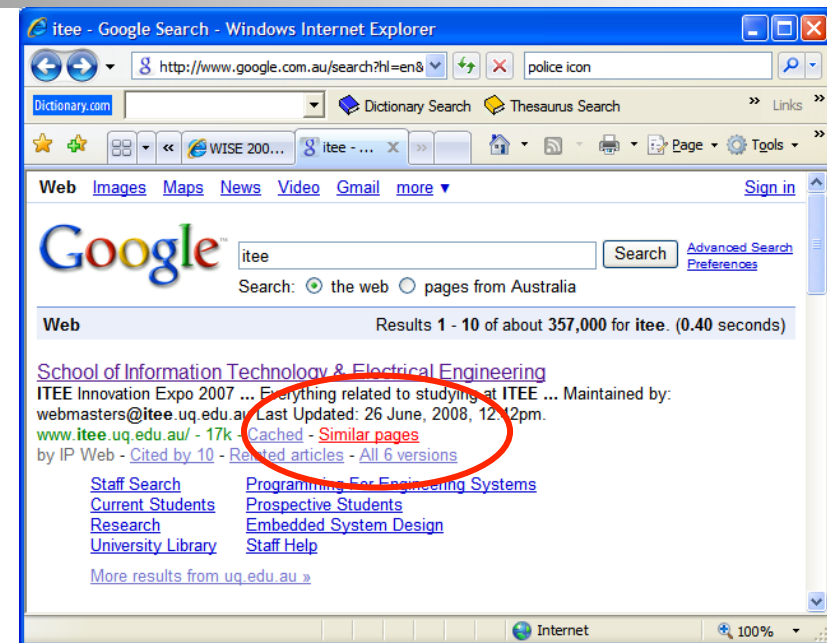 itee - Google Search - Windows Internet Explorer
http://www.google.com.au/search?hl=en& police icon
Dictionary.com Dictionary Search Thesaurus Search » Links »
« WISE 200... itee - ... » Page Tools »
Web Images Maps News Video Gmail more ▼ Sign in
Google™ itee Search Advanced Search
Preferences
Search: the web pages from Australia
Web Results 1 - 10 of about 357,000 for itee. (0.40 seconds)
School of Information Technology & Electrical Engineering
ITEE Innovation Expo 2007 ... Everything related to studying at ITEE ... Maintained by:
webmasters@itee.uq.edu.au Last Updated: 26 June, 2008, 12:42pm.
www.itee.uq.edu.au/ - 17k - Cached - Similar pages
by IP Web - Cited by 10 - Related articles - All 6 versions
Staff Search Programming For Engineering Systems
Current Students Prospective Students
Research Embedded System Design
University Library Staff Help
More results from uq.edu.au »
Internet 100%